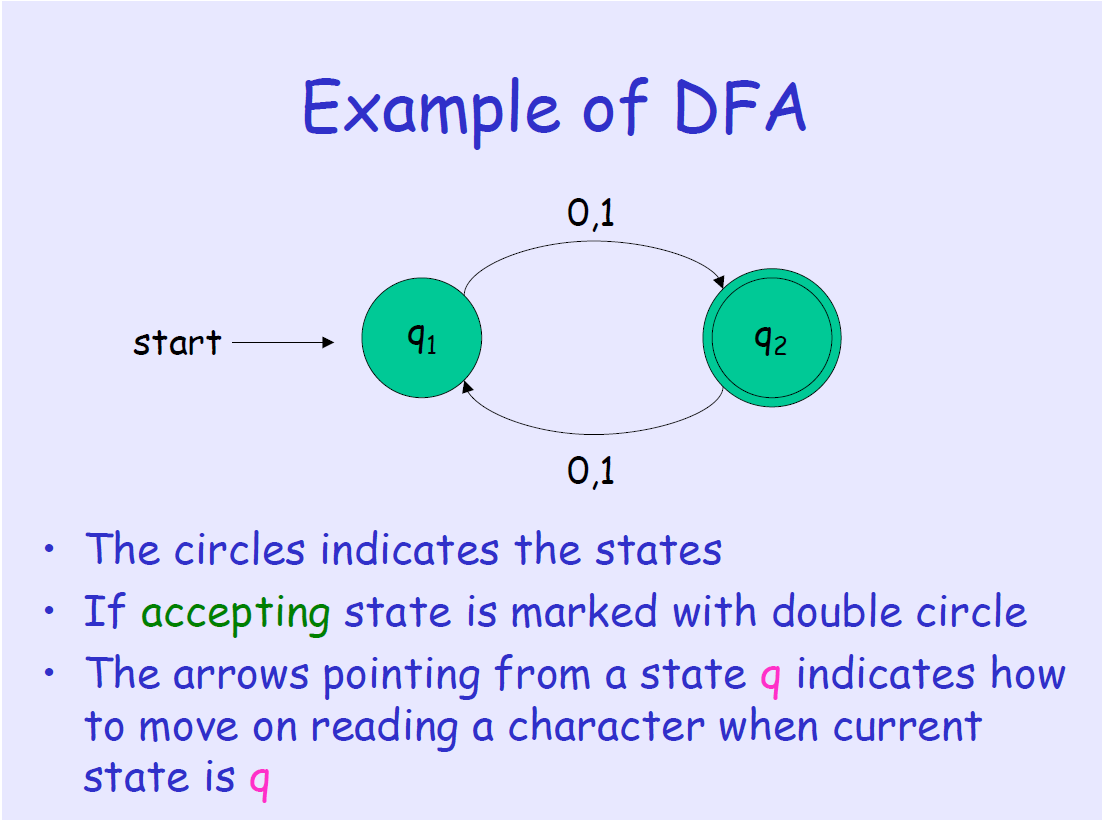 Example of DFA
0,1
start
q1
q2
0,1
• The circles indicates the states
• If accepting state is marked with double circle
• The arrows pointing from a state q indicates how
to move on reading a character when current
state is q